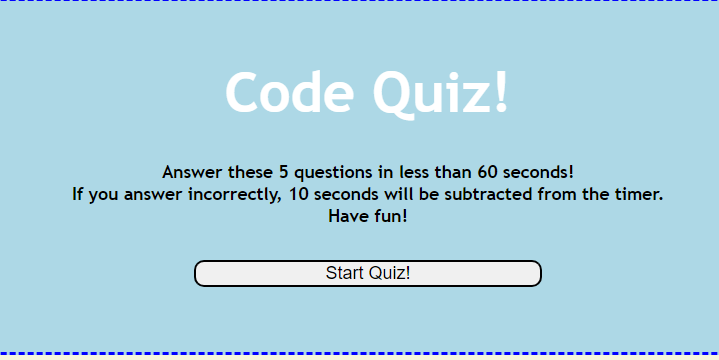 Code Quiz!
Answer these 5 questions in less than 60 seconds!
If you answer incorrectly, 10 seconds will be subtracted from the timer.
Have fun!
Start Quiz!